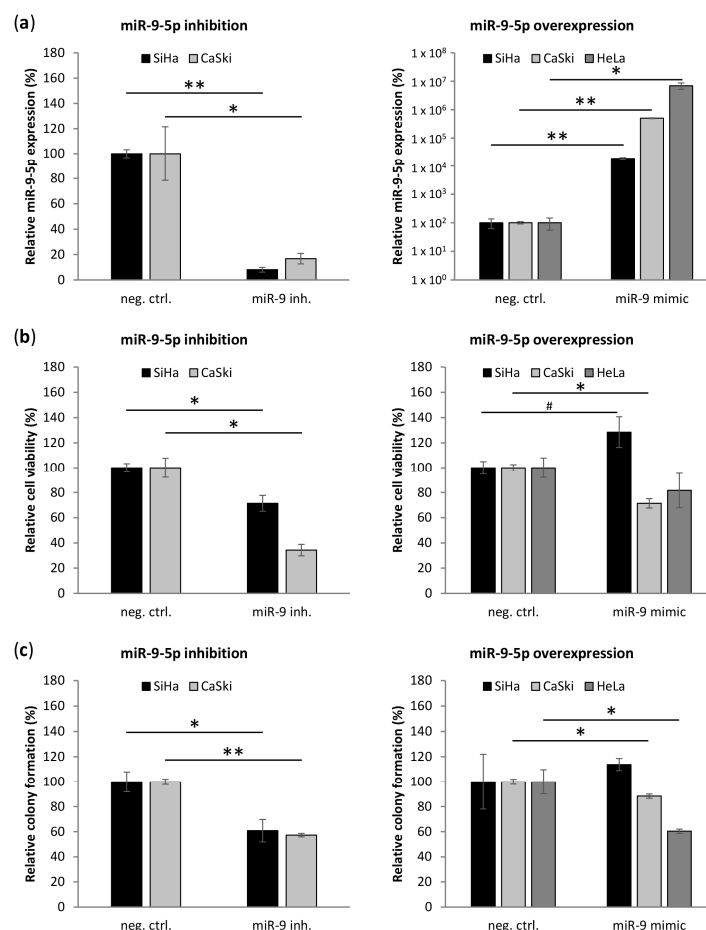 (a)
miR-9-5p inhibition
Relative miR-9-5p expression (%)
180
160
140
120
100
80
60
40
20
0
SiHa CaSki
**
*
neg. ctrl. miR-9 inh.
miR-9-5p overexpression
Relative miR-9-5p expression (%)
1 x 10⁸
1 x 10⁷
1 x 10⁶
1 x 10⁵
1 x 10⁴
1 x 10³
1 x 10²
1 x 10¹
1 x 10⁰
SiHa CaSki HeLa
*
**
**
neg. ctrl. miR-9 mimic
(b)
miR-9-5p inhibition
Relative cell viability (%)
180
160
140
120
100
80
60
40
20
0
SiHa CaSki
*
*
neg. ctrl. miR-9 inh.
miR-9-5p overexpression
Relative cell viability (%)
180
160
140
120
100
80
60
40
20
0
SiHa CaSki HeLa
*
#
neg. ctrl. miR-9 mimic
(c)
miR-9-5p inhibition
Relative colony formation (%)
180
160
140
120
100
80
60
40
20
0
SiHa CaSki
*
**
neg. ctrl. miR-9 inh.
miR-9-5p overexpression
Relative colony formation (%)
180
160
140
120
100
80
60
40
20
0
SiHa CaSki HeLa
*
*
neg. ctrl. miR-9 mimic